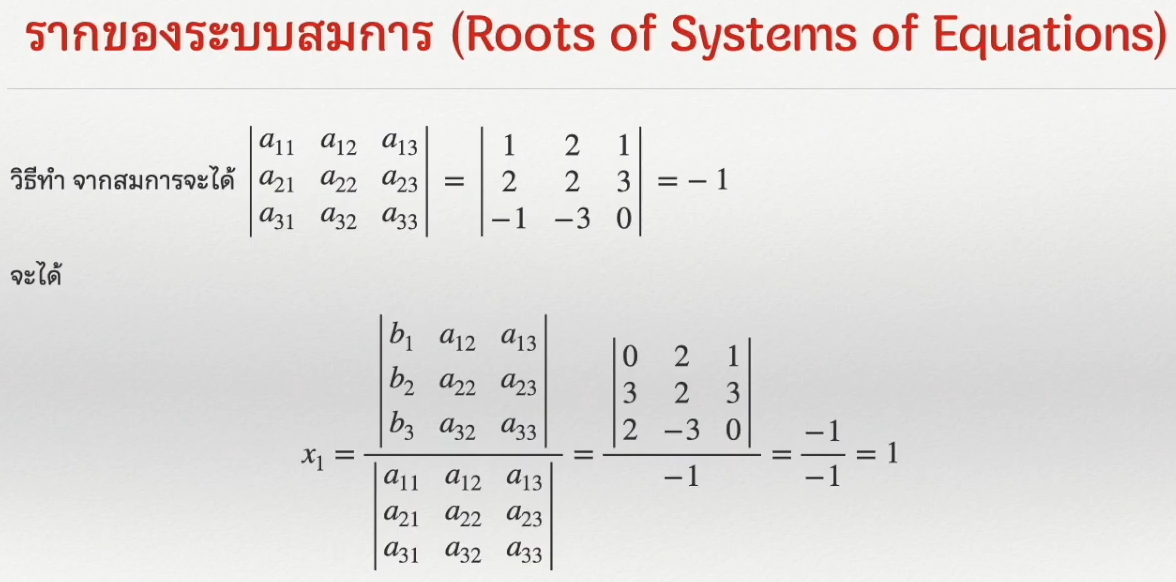 รากของระบบสมการ (Roots of Systems of Equations)
วิธีทำ จากสมการจะได้ |a₁₁ a₁₂ a₁₃; a₂₁ a₂₂ a₂₃; a₃₁ a₃₂ a₃₃| = |1 2 1; 2 2 3; −1 −3 0| = − 1
จะได้
x₁ = |b₁ a₁₂ a₁₃; b₂ a₂₂ a₂₃; b₃ a₃₂ a₃₃| / |a₁₁ a₁₂ a₁₃; a₂₁ a₂₂ a₂₃; a₃₁ a₃₂ a₃₃| = |0 2 1; 3 2 3; 2 −3 0| / −1 = −1 / −1 = 1